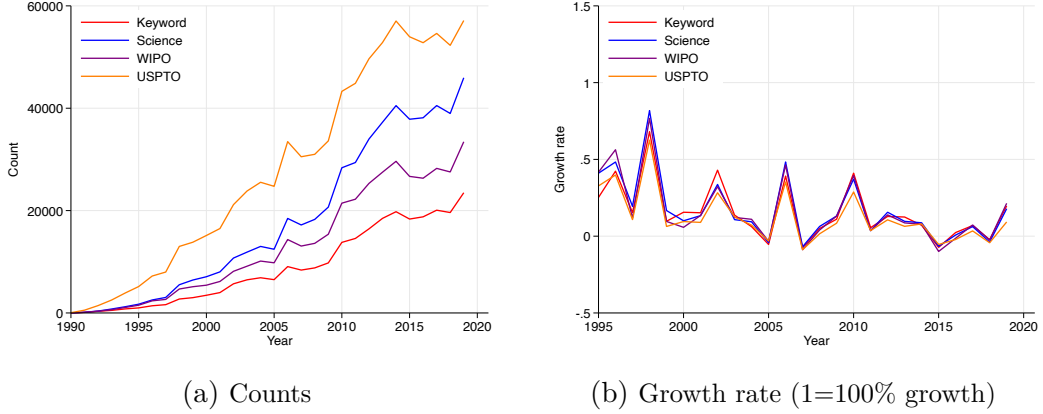 60000
40000
20000
0
Count
1990
1995
2000
2005
2010
2015
2020
Year
Keyword
Science
WIPO
USPTO
(a) Counts
1.5
1
.5
0
-.5
Growth rate
1995
2000
2005
2010
2015
2020
Year
Keyword
Science
WIPO
USPTO
(b) Growth rate (1=100% growth)